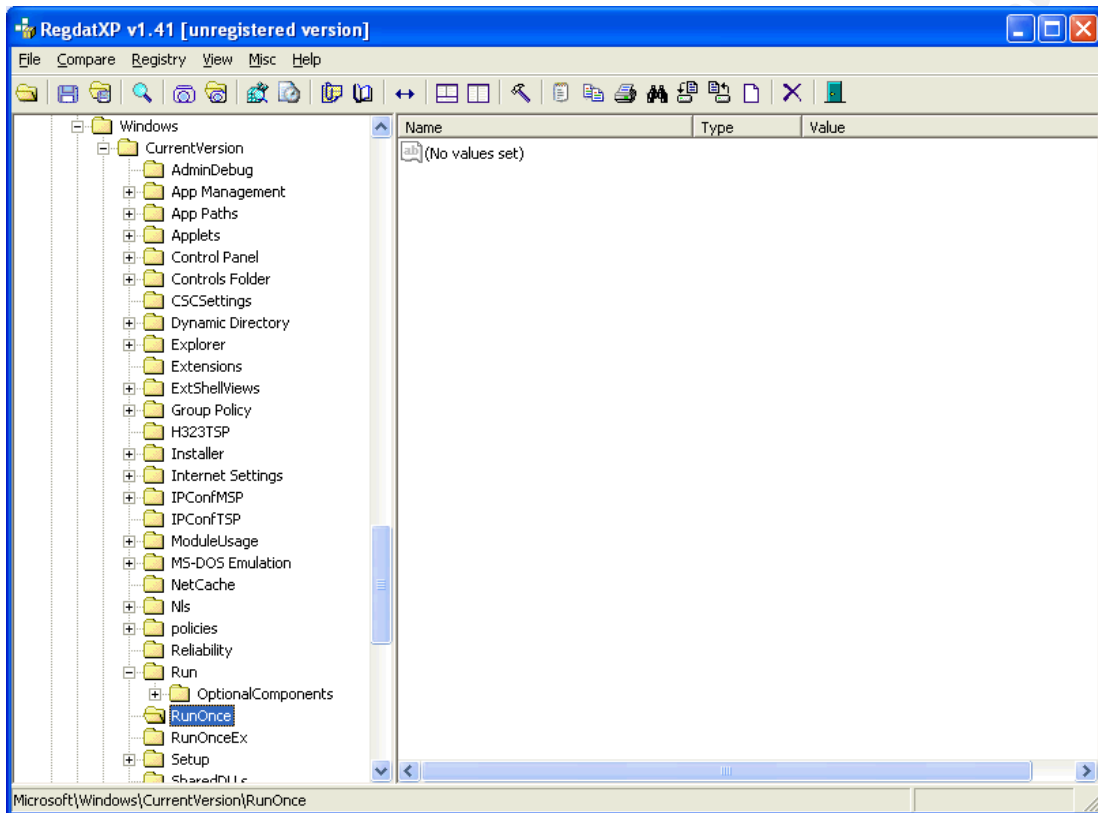 RegdatXP v1.41 [unregistered version]
File Compare Registry View Misc Help
Windows
CurrentVersion
AdminDebug
App Management
App Paths
Applets
Control Panel
Controls Folder
CSCSettings
Dynamic Directory
Explorer
Extensions
ExtShellViews
Group Policy
H323TSP
Installer
Internet Settings
IPConfMSP
IPConfTSP
ModuleUsage
MS-DOS Emulation
NetCache
Nls
policies
Reliability
Run
OptionalComponents
RunOnce
RunOnceEx
Setup
SharedDLLs
Name Type Value
ab (No values set)
Microsoft\Windows\CurrentVersion\RunOnce